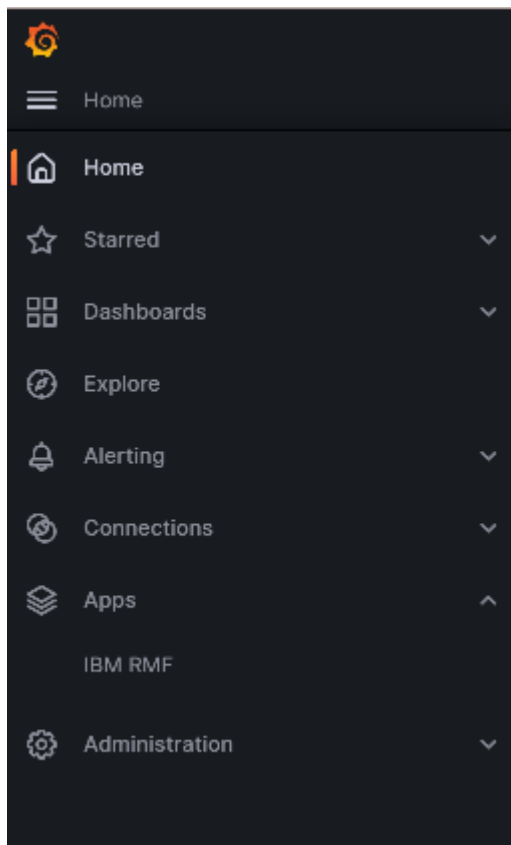 Home
Home
Starred
Dashboards
Explore
Alerting
Connections
Apps
IBM RMF
Administration